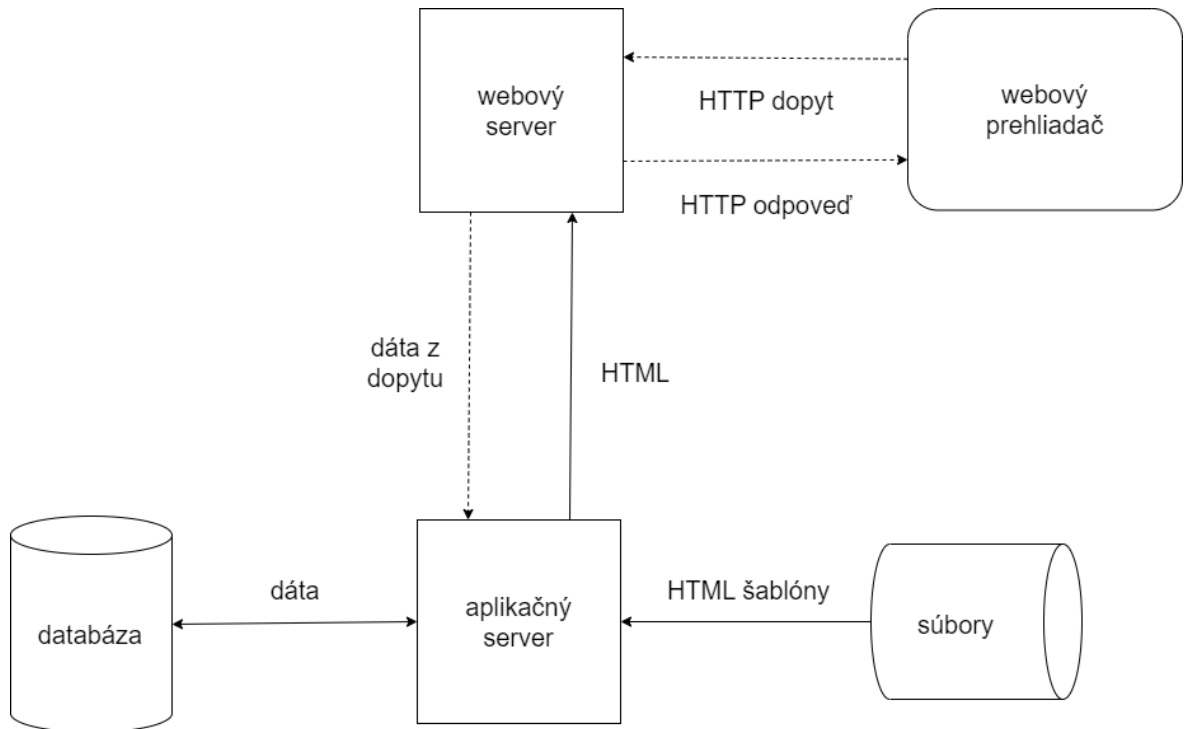 webový
server
HTTP dopyt
webový
prehliadač
HTTP odpoveď
dáta z
dopytu
HTML
databáza
dáta
aplikačný
server
HTML šablóny
súbory